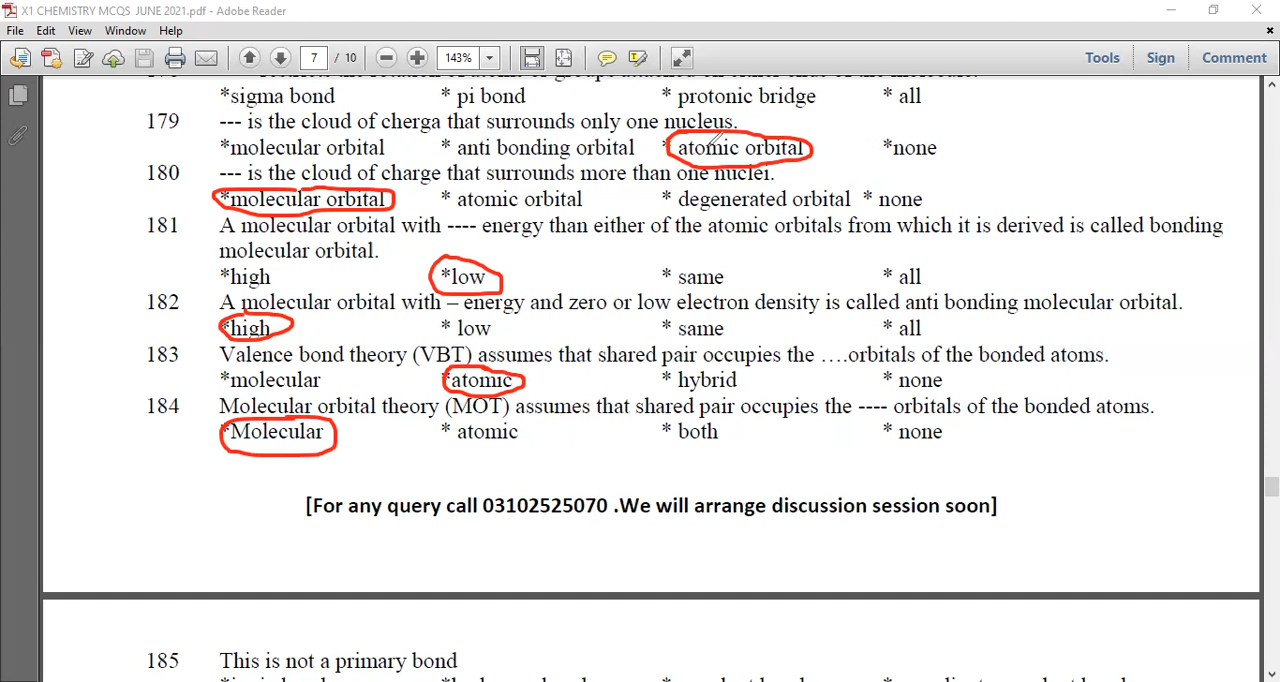 X1 CHEMISTRY MCQS JUNE 2021.pdf - Adobe Reader
File Edit View Window Help
7 / 10 143% Tools Sign Comment
*sigma bond * pi bond * protonic bridge * all
179 --- is the cloud of cherga that surrounds only one nucleus.
*molecular orbital * anti bonding orbital * atomic orbital *none
180 --- is the cloud of charge that surrounds more than one nuclei.
*molecular orbital * atomic orbital * degenerated orbital * none
181 A molecular orbital with ---- energy than either of the atomic orbitals from which it is derived is called bonding
molecular orbital.
*high *low * same * all
182 A molecular orbital with – energy and zero or low electron density is called anti bonding molecular orbital.
*high * low * same * all
183 Valence bond theory (VBT) assumes that shared pair occupies the ….orbitals of the bonded atoms.
*molecular *atomic * hybrid * none
184 Molecular orbital theory (MOT) assumes that shared pair occupies the ---- orbitals of the bonded atoms.
*Molecular * atomic * both * none
[For any query call 03102525070 .We will arrange discussion session soon]
185 This is not a primary bond